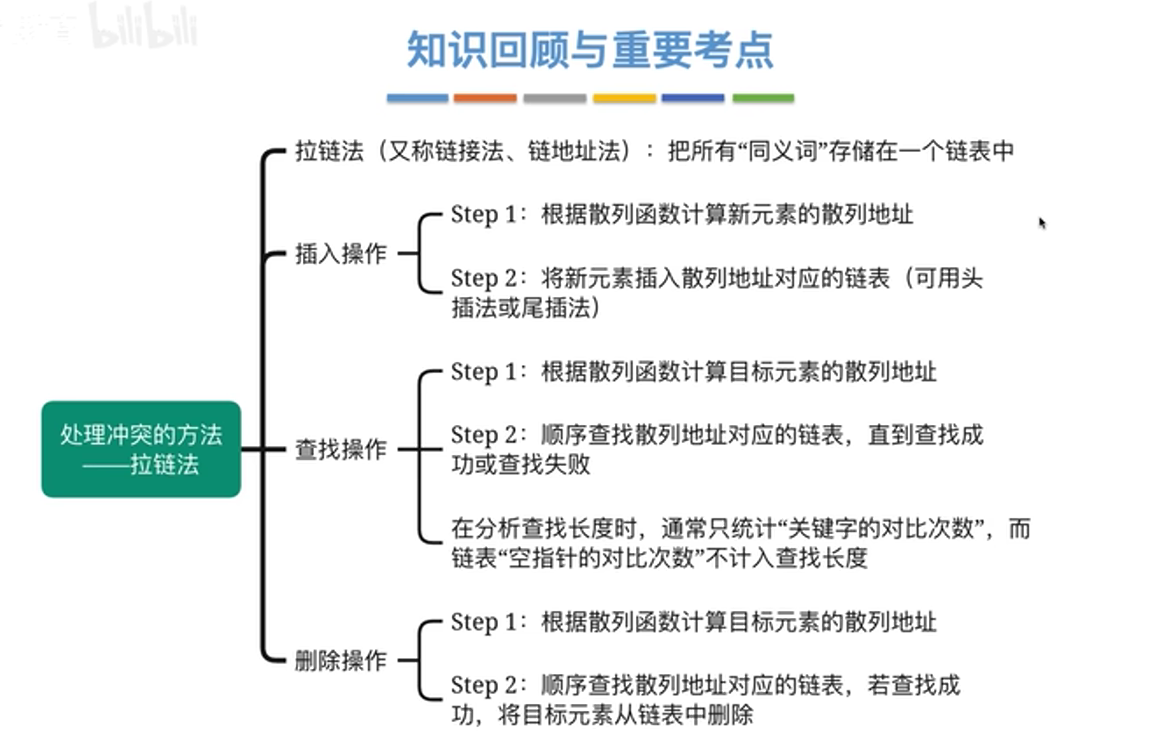 bilibili
知识回顾与重要考点
拉链法（又称链接法、链地址法）：把所有“同义词”存储在一个链表中
插入操作
Step 1：根据散列函数计算新元素的散列地址
Step 2：将新元素插入散列地址对应的链表（可用头
插法或尾插法）
处理冲突的方法
——拉链法
查找操作
Step 1：根据散列函数计算目标元素的散列地址
Step 2：顺序查找散列地址对应的链表，直到查找成
功或查找失败
在分析查找长度时，通常只统计“关键字的对比次数”，而
链表“空指针的对比次数”不计入查找长度
删除操作
Step 1：根据散列函数计算目标元素的散列地址
Step 2：顺序查找散列地址对应的链表，若查找成
功，将目标元素从链表中删除